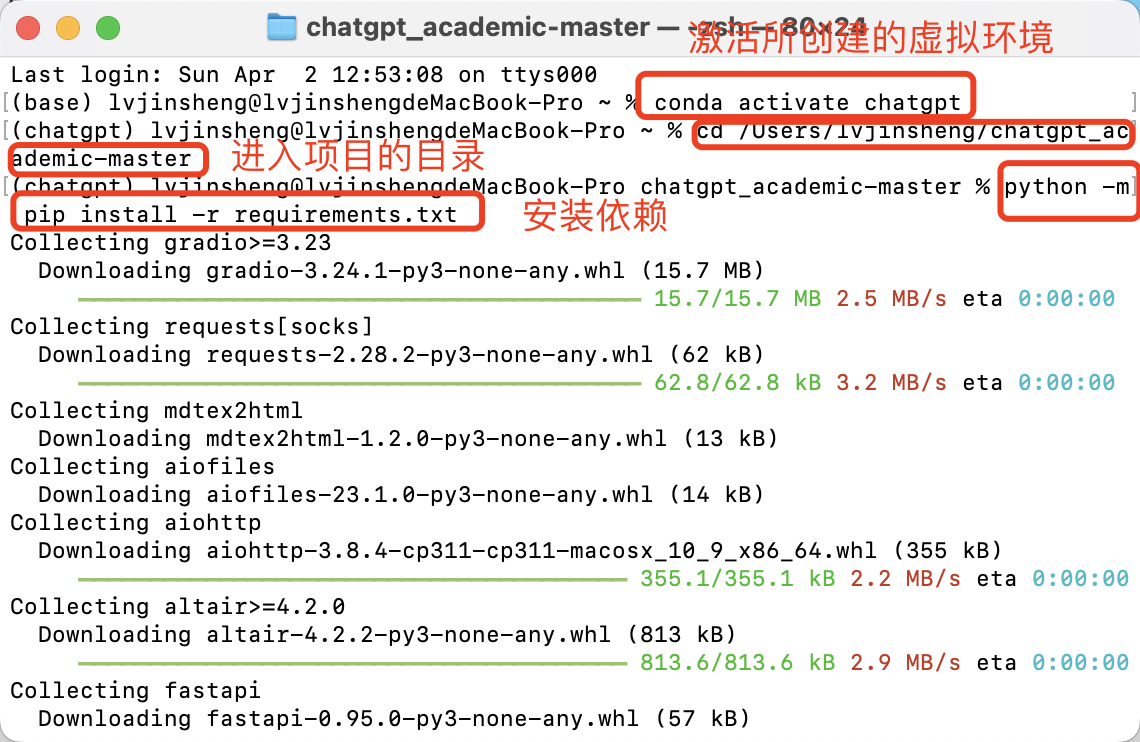 chatgpt_academic-master — -zsh — 80×24
激活所创建的虚拟环境
Last login: Sun Apr  2 12:53:08 on ttys000
[(base) lvjinsheng@lvjinshengdeMacBook-Pro ~ % conda activate chatgpt ]
[(chatgpt) lvjinsheng@lvjinshengdeMacBook-Pro ~ % cd /Users/lvjinsheng/chatgpt_ac]
ademic-master 进入项目的目录
[(chatgpt) lvjinsheng@lvjinshengdeMacBook-Pro chatgpt_academic-master % python -m]
pip install -r requirements.txt 安装依赖
Collecting gradio>=3.23
Downloading gradio-3.24.1-py3-none-any.whl (15.7 MB)
15.7/15.7 MB 2.5 MB/s eta 0:00:00
Collecting requests[socks]
Downloading requests-2.28.2-py3-none-any.whl (62 kB)
62.8/62.8 kB 3.2 MB/s eta 0:00:00
Collecting mdtex2html
Downloading mdtex2html-1.2.0-py3-none-any.whl (13 kB)
Collecting aiofiles
Downloading aiofiles-23.1.0-py3-none-any.whl (14 kB)
Collecting aiohttp
Downloading aiohttp-3.8.4-cp311-cp311-macosx_10_9_x86_64.whl (355 kB)
355.1/355.1 kB 2.2 MB/s eta 0:00:00
Collecting altair>=4.2.0
Downloading altair-4.2.2-py3-none-any.whl (813 kB)
813.6/813.6 kB 2.9 MB/s eta 0:00:00
Collecting fastapi
Downloading fastapi-0.95.0-py3-none-any.whl (57 kB)